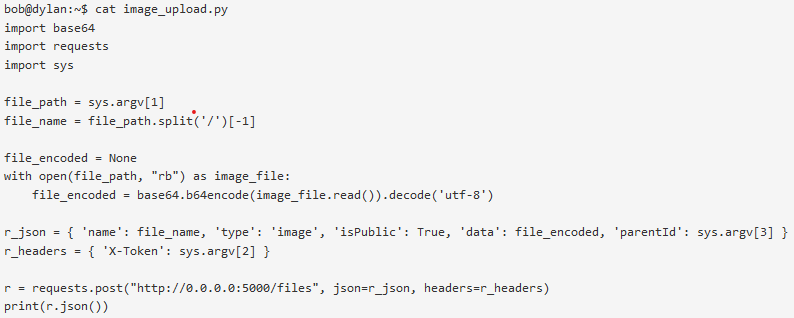 bob@dylan:~$ cat image_upload.py
import base64
import requests
import sys

file_path = sys.argv[1]
file_name = file_path.split('/')[-1]

file_encoded = None
with open(file_path, "rb") as image_file:
    file_encoded = base64.b64encode(image_file.read()).decode('utf-8')

r_json = { 'name': file_name, 'type': 'image', 'isPublic': True, 'data': file_encoded, 'parentId': sys.argv[3] }
r_headers = { 'X-Token': sys.argv[2] }

r = requests.post("http://0.0.0.0:5000/files", json=r_json, headers=r_headers)
print(r.json())